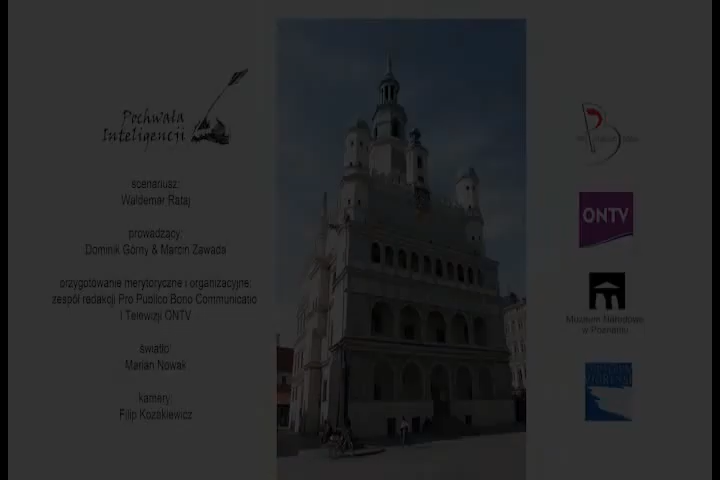 Pochwała
Inteligencji
scenariusz:
Waldemar Rataj
prowadzący:
Dominik Górny & Marcin Zawada
przygotowanie merytoryczne i organizacyjne:
zespół redakcji Pro Publico Bono Communicatio
i Telewizji ONTV
światło:
Marian Nowak
kamery:
Filip Kozakiewicz
ONTV
Muzeum Narodowe
w Poznaniu